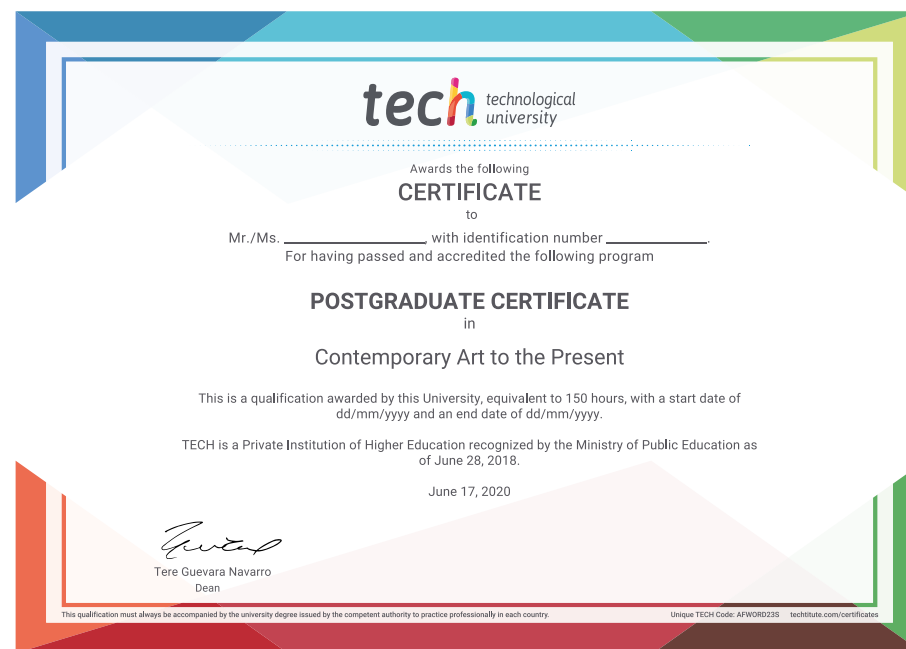 tech technological
university
Awards the following
CERTIFICATE
to
Mr./Ms. ____________________, with identification number ______________.
For having passed and accredited the following program
POSTGRADUATE CERTIFICATE
in
Contemporary Art to the Present
This is a qualification awarded by this University, equivalent to 150 hours, with a start date of
dd/mm/yyyy and an end date of dd/mm/yyyy.
TECH is a Private Institution of Higher Education recognized by the Ministry of Public Education as
of June 28, 2018.
June 17, 2020
Tere Guevara Navarro
Dean
This qualification must always be accompanied by the university degree issued by the competent authority to practice professionally in each country.
Unique TECH Code: AFWORD23S techtitute.com/certificates